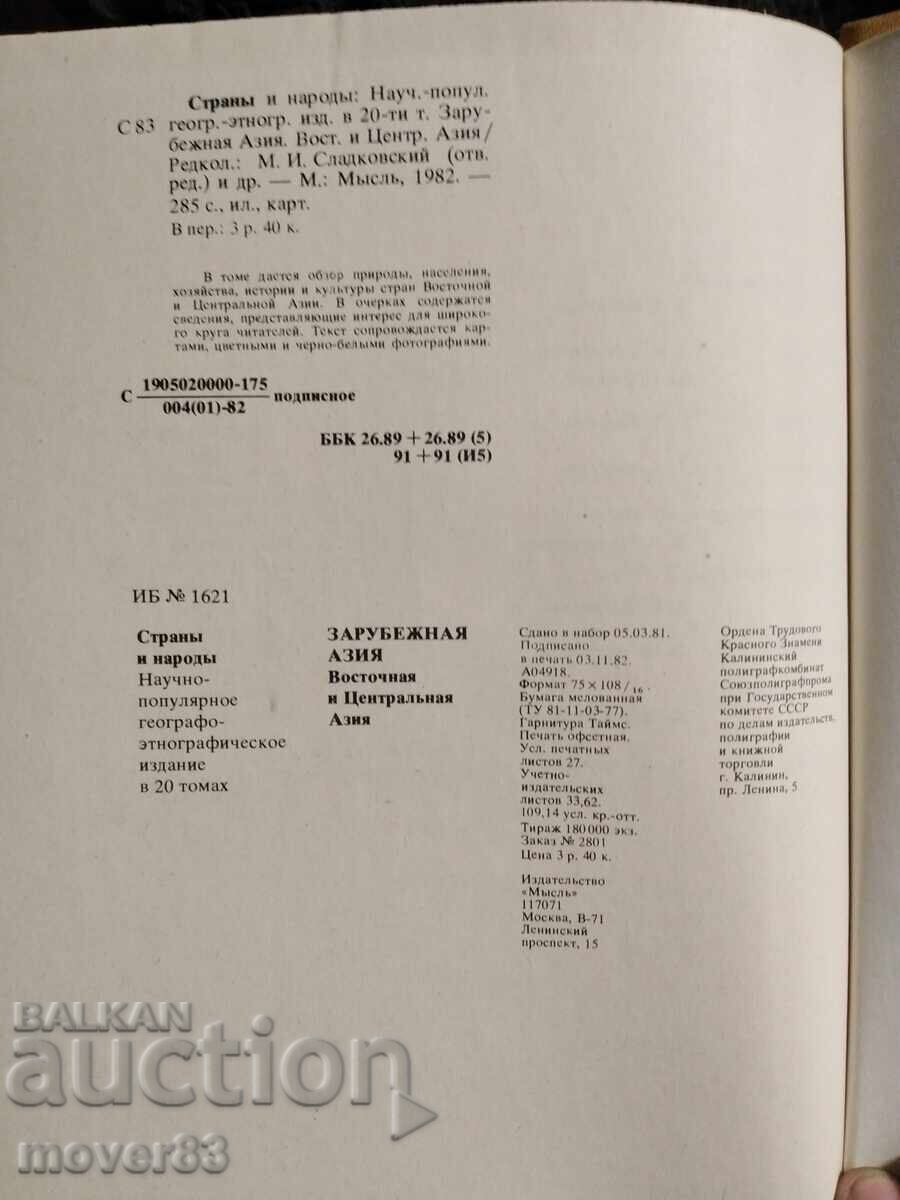 Страны и народы: Науч.-попул.
С 83 геогр.-этногр. изд. в 20-ти т. Зару-
бежная Азия. Вост. и Центр. Азия/
Редкол.: М. И. Сладковский (отв.
ред.) и др. — М.: Мысль, 1982. —
285 с., ил., карт.
В пер.: 3 р. 40 к.
В томе дается обзор природы, населения,
хозяйства, истории и культуры стран Восточной
и Центральной Азии. В очерках содержатся
сведения, представляющие интерес для широко-
го круга читателей. Текст сопровождается кар-
тами, цветными и черно-белыми фотографиями.
С 1905020000-175 подписное
004(01)-82
ББК 26.89 + 26.89 (5)
91 + 91 (И5)
ИБ № 1621
Страны
и народы
Научно-
популярное
географо-
этнографическое
издание
в 20 томах
ЗАРУБЕЖНАЯ
АЗИЯ
Восточная
и Центральная
Азия
Сдано в набор 05.03.81.
Подписано
в печать 03.11.82.
А04918.
Формат 75 × 108/16.
Бумага мелованная
(ТУ 81-11-03-77).
Гарнитура Таймс.
Печать офсетная.
Усл. печатных
листов 27.
Учетно-
издательских
листов 33,62.
109,14 усл. кр.-отт.
Тираж 180 000 экз.
Заказ № 2801
Цена 3 р. 40 к.
Издательство
«Мысль»
117071
Москва, В-71
Ленинский
проспект, 15
Ордена Трудового
Красного Знамени
Калининский
полиграфкомбинат
Союзполиграфпрома
при Государственном
комитете СССР
по делам издательств,
полиграфии
и книжной
торговли
г. Калинин,
пр. Ленина, 5
BALKAN
auction
mover83